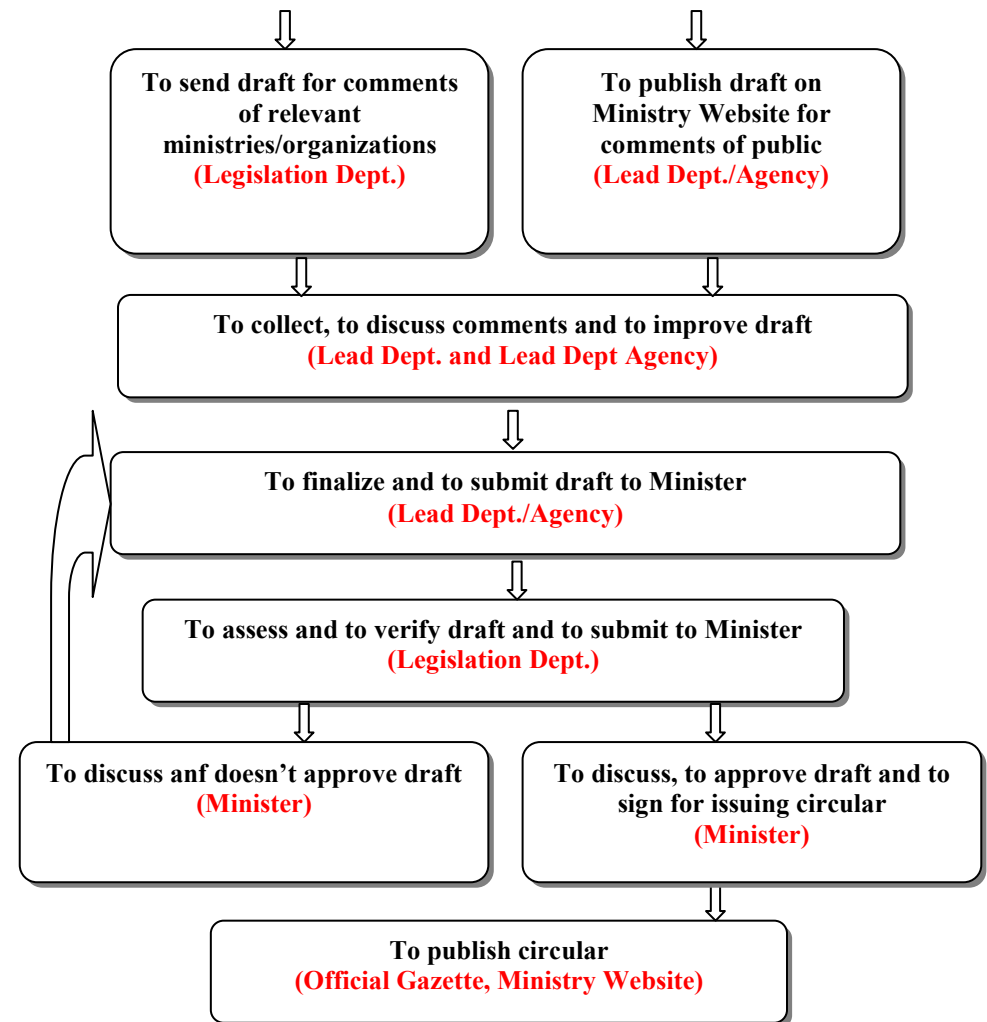 To send draft for comments
of relevant
ministries/organizations
(Legislation Dept.)
To publish draft on
Ministry Website for
comments of public
(Lead Dept./Agency)
To collect, to discuss comments and to improve draft
(Lead Dept. and Lead Dept Agency)
To finalize and to submit draft to Minister
(Lead Dept./Agency)
To assess and to verify draft and to submit to Minister
(Legislation Dept.)
To discuss anf doesn’t approve draft
(Minister)
To discuss, to approve draft and to
sign for issuing circular
(Minister)
To publish circular
(Official Gazette, Ministry Website)